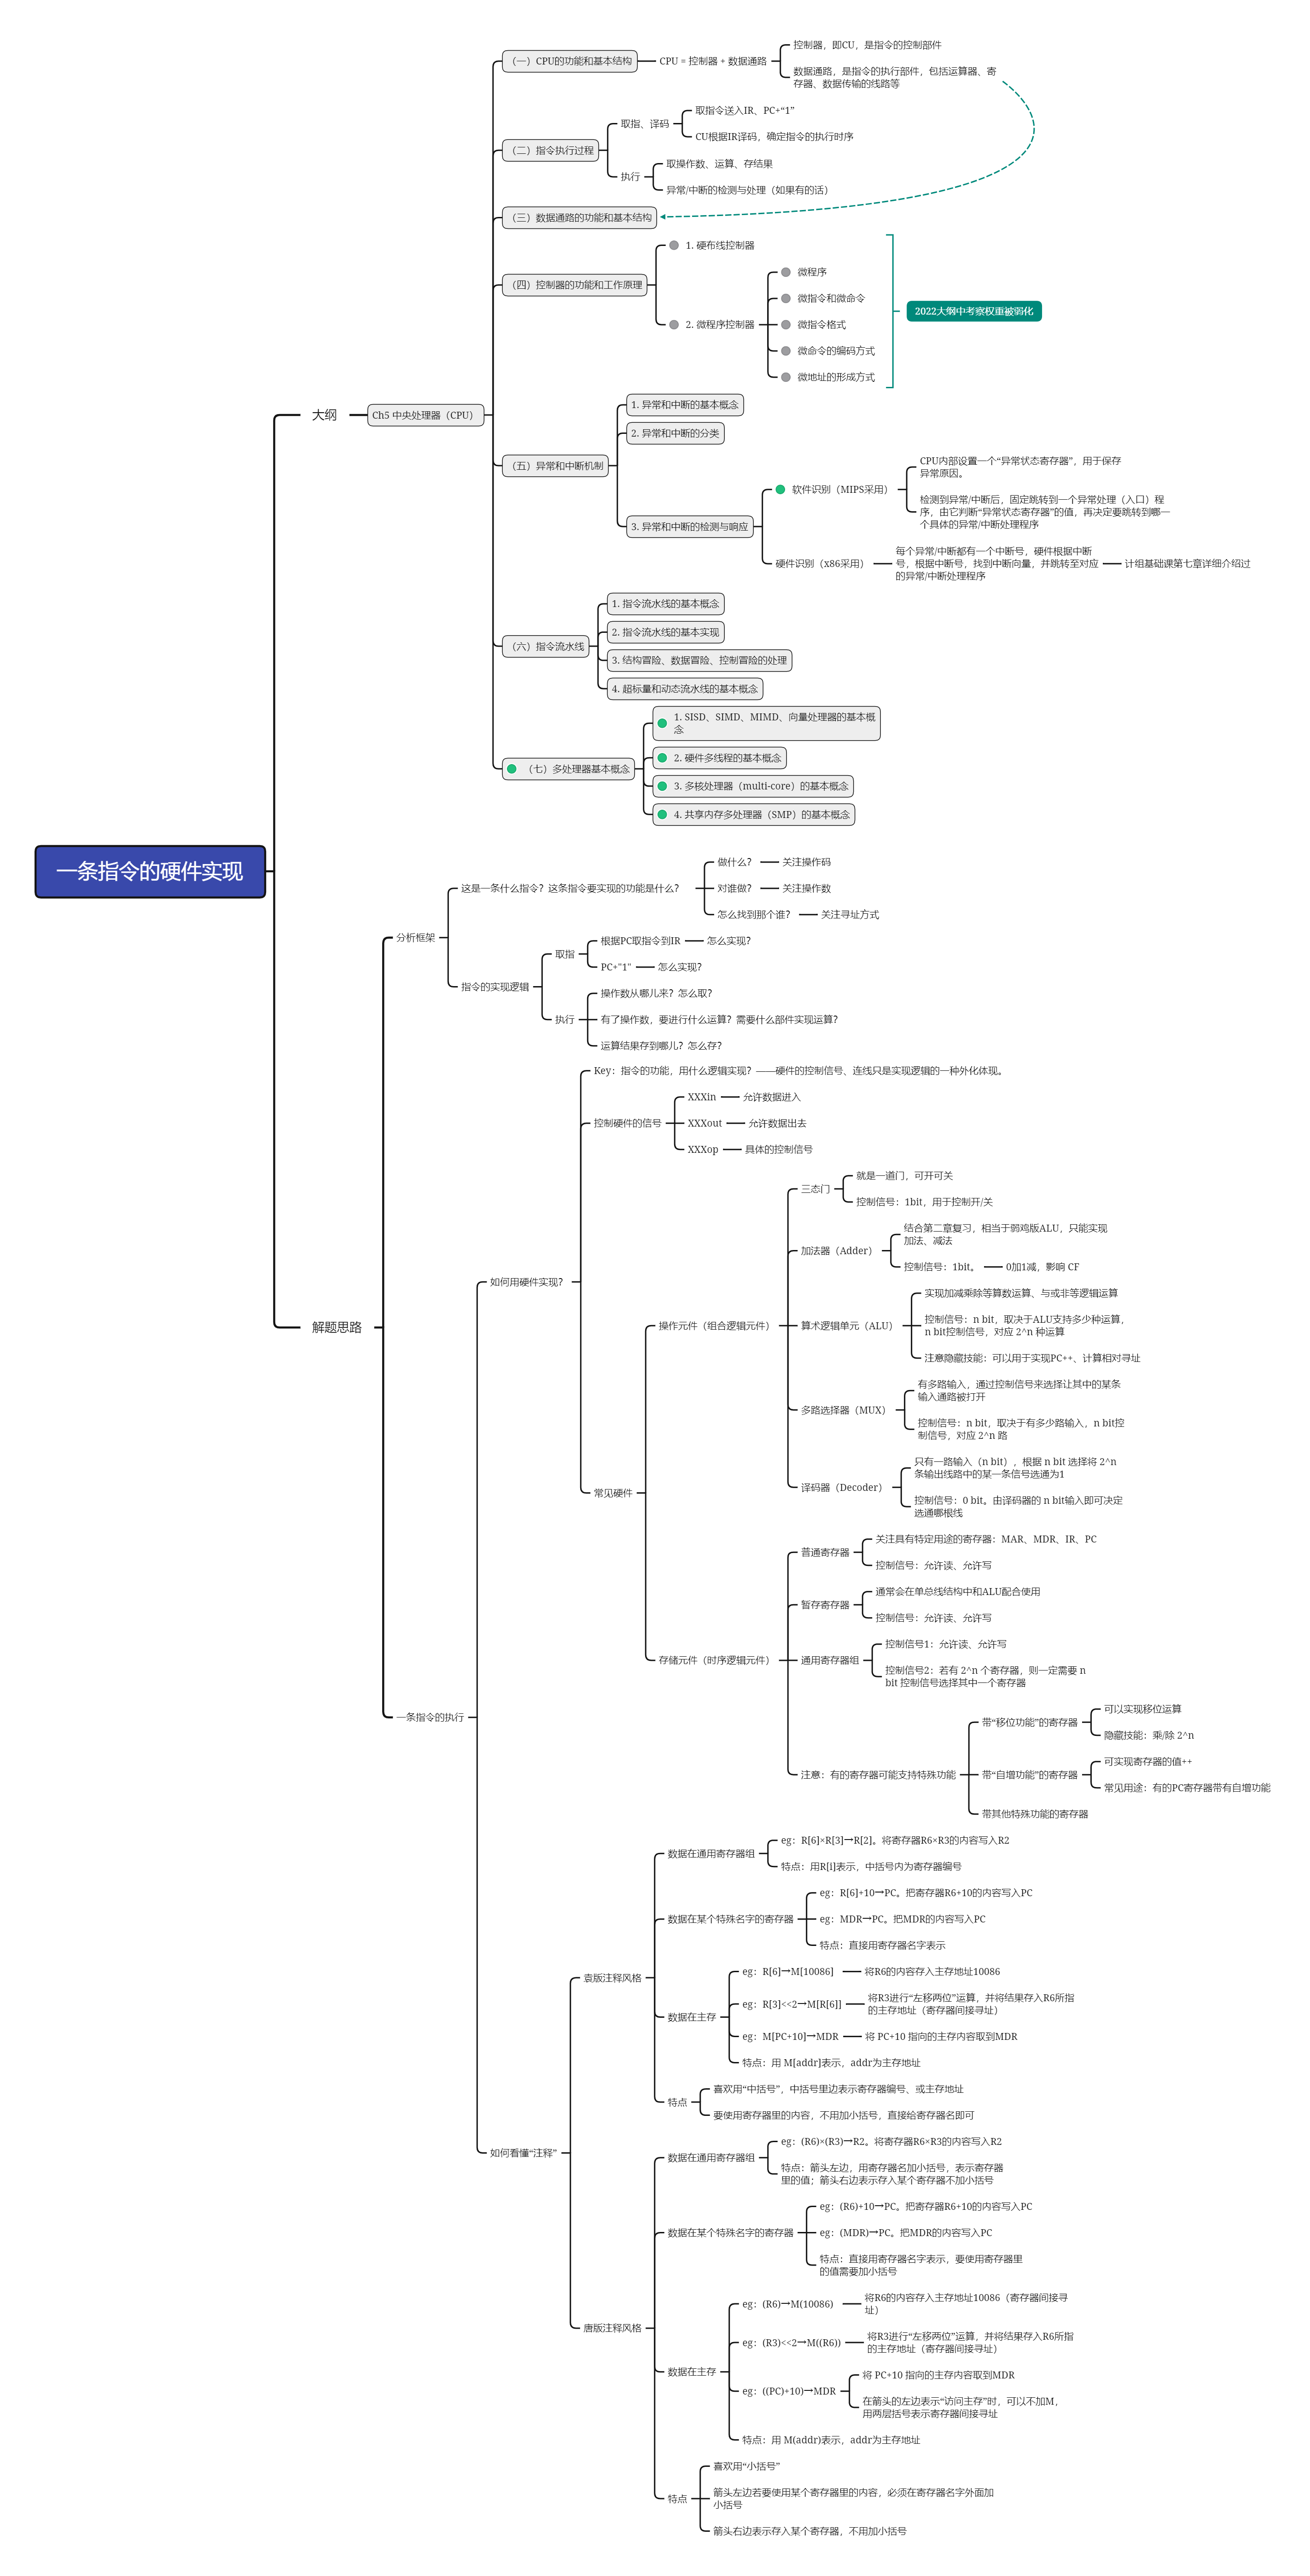 一条指令的硬件实现
大纲
Ch5 中央处理器（CPU）
（一）CPU的功能和基本结构
CPU = 控制器 + 数据通路
控制器，即CU，是指令的控制部件
数据通路，是指令的执行部件，包括运算器、寄
存器、数据传输的线路等
（二）指令执行过程
取指、译码
取指令送入IR、PC+“1”
CU根据IR译码，确定指令的执行时序
执行
取操作数、运算、存结果
异常/中断的检测与处理（如果有的话）
（三）数据通路的功能和基本结构
（四）控制器的功能和工作原理
1. 硬布线控制器
2. 微程序控制器
微程序
微指令和微命令
微指令格式
微命令的编码方式
微地址的形成方式
2022大纲中考察权重被弱化
（五）异常和中断机制
1. 异常和中断的基本概念
2. 异常和中断的分类
3. 异常和中断的检测与响应
软件识别（MIPS采用）
CPU内部设置一个“异常状态寄存器”，用于保存
异常原因。
检测到异常/中断后，固定跳转到一个异常处理（入口）程
序，由它判断“异常状态寄存器”的值，再决定要跳转到哪一
个具体的异常/中断处理程序
硬件识别（x86采用）
每个异常/中断都有一个中断号，硬件根据中断
号，根据中断号，找到中断向量，并跳转至对应
的异常/中断处理程序
计组基础课第七章详细介绍过
（六）指令流水线
1. 指令流水线的基本概念
2. 指令流水线的基本实现
3. 结构冒险、数据冒险、控制冒险的处理
4. 超标量和动态流水线的基本概念
（七）多处理器基本概念
1. SISD、SIMD、MIMD、向量处理器的基本概
念
2. 硬件多线程的基本概念
3. 多核处理器（multi-core）的基本概念
4. 共享内存多处理器（SMP）的基本概念
解题思路
分析框架
这是一条什么指令？这条指令要实现的功能是什么？
做什么？
关注操作码
对谁做？
关注操作数
怎么找到那个谁？
关注寻址方式
指令的实现逻辑
取指
根据PC取指令到IR
怎么实现？
PC+"1"
怎么实现？
执行
操作数从哪儿来？怎么取？
有了操作数，要进行什么运算？需要什么部件实现运算？
运算结果存到哪儿？怎么存？
一条指令的执行
如何用硬件实现？
Key：指令的功能，用什么逻辑实现？——硬件的控制信号、连线只是实现逻辑的一种外化体现。
控制硬件的信号
XXXin
允许数据进入
XXXout
允许数据出去
XXXop
具体的控制信号
常见硬件
操作元件（组合逻辑元件）
三态门
就是一道门，可开可关
控制信号：1bit，用于控制开/关
加法器（Adder）
结合第二章复习，相当于弱鸡版ALU，只能实现
加法、减法
控制信号：1bit。
0加1减，影响 CF
算术逻辑单元（ALU）
实现加减乘除等算数运算、与或非等逻辑运算
控制信号：n bit，取决于ALU支持多少种运算，
n bit控制信号，对应 2^n 种运算
注意隐藏技能：可以用于实现PC++、计算相对寻址
多路选择器（MUX）
有多路输入，通过控制信号来选择让其中的某条
输入通路被打开
控制信号：n bit，取决于有多少路输入，n bit控
制信号，对应 2^n 路
译码器（Decoder）
只有一路输入（n bit），根据 n bit 选择将 2^n
条输出线路中的某一条信号选通为1
控制信号：0 bit。由译码器的 n bit输入即可决定
选通哪根线
存储元件（时序逻辑元件）
普通寄存器
关注具有特定用途的寄存器：MAR、MDR、IR、PC
控制信号：允许读、允许写
暂存寄存器
通常会在单总线结构中和ALU配合使用
控制信号：允许读、允许写
通用寄存器组
控制信号1：允许读、允许写
控制信号2：若有 2^n 个寄存器，则一定需要 n
bit 控制信号选择其中一个寄存器
注意：有的寄存器可能支持特殊功能
带“移位功能”的寄存器
可以实现移位运算
隐藏技能：乘/除 2^n
带“自增功能”的寄存器
可实现寄存器的值++
常见用途：有的PC寄存器带有自增功能
带其他特殊功能的寄存器
如何看懂“注释”
袁版注释风格
数据在通用寄存器组
eg：R[6]×R[3]→R[2]。将寄存器R6×R3的内容写入R2
特点：用R[i]表示，中括号内为寄存器编号
数据在某个特殊名字的寄存器
eg：R[6]+10→PC。把寄存器R6+10的内容写入PC
eg：MDR→PC。把MDR的内容写入PC
特点：直接用寄存器名字表示
数据在主存
eg：R[6]→M[10086]
将R6的内容存入主存地址10086
eg：R[3]<<2→M[R[6]]
将R3进行“左移两位”运算，并将结果存入R6所指
的主存地址（寄存器间接寻址）
eg：M[PC+10]→MDR
将 PC+10 指向的主存内容取到MDR
特点：用 M[addr]表示，addr为主存地址
特点
喜欢用“中括号”，中括号里边表示寄存器编号、或主存地址
要使用寄存器里的内容，不用加小括号，直接给寄存器名即可
唐版注释风格
数据在通用寄存器组
eg：(R6)×(R3)→R2。将寄存器R6×R3的内容写入R2
特点：箭头左边，用寄存器名加小括号，表示寄存器
里的值；箭头右边表示存入某个寄存器不加小括号
数据在某个特殊名字的寄存器
eg：(R6)+10→PC。把寄存器R6+10的内容写入PC
eg：(MDR)→PC。把MDR的内容写入PC
特点：直接用寄存器名字表示，要使用寄存器里
的值需要加小括号
数据在主存
eg：(R6)→M(10086)
将R6的内容存入主存地址10086（寄存器间接寻
址）
eg：(R3)<<2→M((R6))
将R3进行“左移两位”运算，并将结果存入R6所指
的主存地址（寄存器间接寻址）
eg：((PC)+10)→MDR
将 PC+10 指向的主存内容取到MDR
在箭头的左边表示“访问主存”时，可以不加M，
用两层括号表示寄存器间接寻址
特点：用 M(addr)表示，addr为主存地址
特点
喜欢用“小括号”
箭头左边若要使用某个寄存器里的内容，必须在寄存器名字外面加
小括号
箭头右边表示存入某个寄存器，不用加小括号